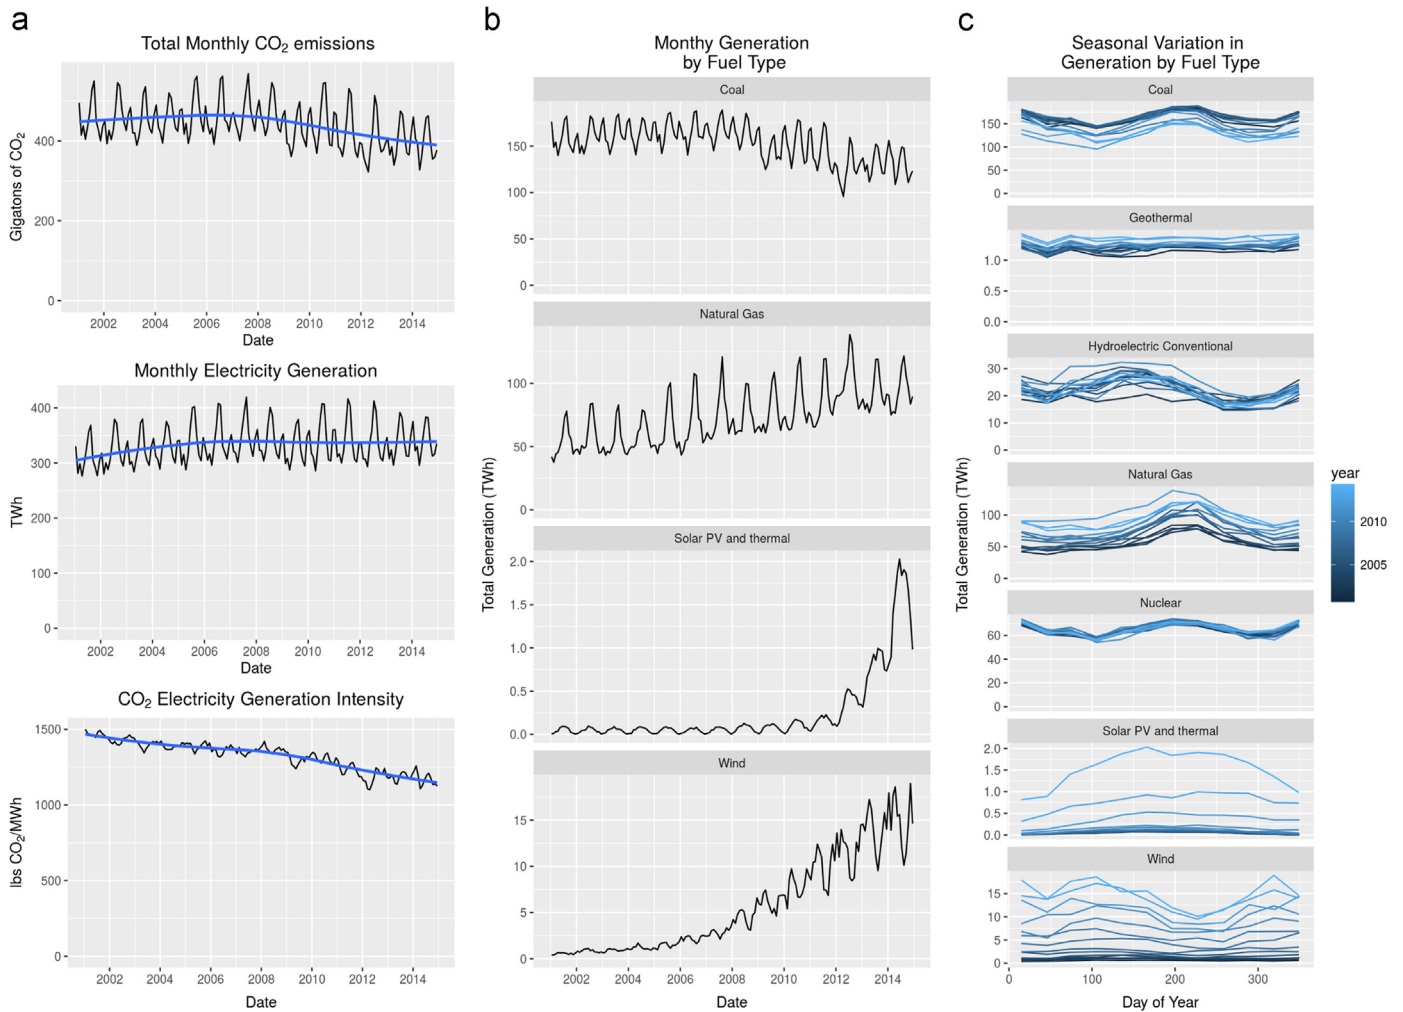 a
Total Monthly CO2 emissions
Gigatons of CO2
400
200
0
2002 2004 2006 2008 2010 2012 2014
Date
Monthly Electricity Generation
TWh
400
300
200
100
0
2002 2004 2006 2008 2010 2012 2014
Date
CO2 Electricity Generation Intensity
lbs CO2/MWh
1500
1000
500
0
2002 2004 2006 2008 2010 2012 2014
Date
b
Monthy Generation
by Fuel Type
Total Generation (TWh)
Coal
150
100
50
0
Natural Gas
100
50
0
Solar PV and thermal
2.0
1.5
1.0
0.5
0.0
Wind
15
10
5
0
2002 2004 2006 2008 2010 2012 2014
Date
c
Seasonal Variation in
Generation by Fuel Type
Total Generation (TWh)
Coal
150
100
50
0
Geothermal
1.0
0.5
0.0
Hydroelectric Conventional
30
20
10
0
Natural Gas
100
50
0
Nuclear
60
40
20
0
Solar PV and thermal
2.0
1.5
1.0
0.5
0.0
Wind
15
10
5
0
0 100 200 300
Day of Year
year
2010
2005